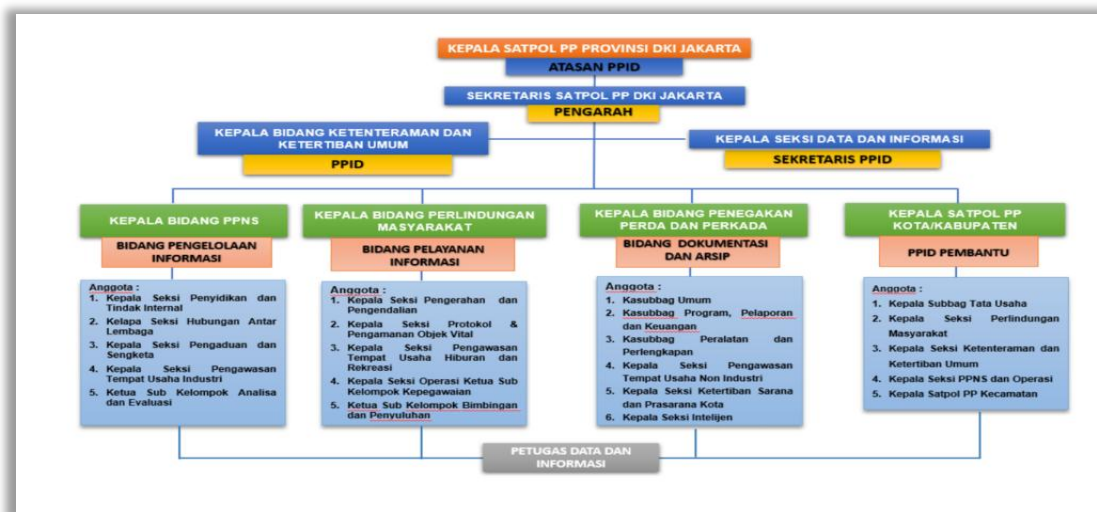 KEPALA SATPOL PP PROVINSI DKI JAKARTA
ATASAN PPID
SEKRETARIS SATPOL PP DKI JAKARTA
PENGARAH
KEPALA BIDANG KETENTERAMAN DAN
KETERTIBAN UMUM
PPID
KEPALA SEKSI DATA DAN INFORMASI
SEKRETARIS PPID
KEPALA BIDANG PPNS
BIDANG PENGELOLAAN
INFORMASI
Anggota :
1. Kepala Seksi Penyidikan dan
Tindak Internal
2. Kelapa Seksi Hubungan Antar
Lembaga
3. Kepala Seksi Pengaduan dan
Sengketa
4. Kepala Seksi Pengawasan
Tempat Usaha Industri
5. Ketua Sub Kelompok Analisa
dan Evaluasi
KEPALA BIDANG PERLINDUNGAN
MASYARAKAT
BIDANG PELAYANAN
INFORMASI
Anggota :
1. Kepala Seksi Pengerahan dan
Pengendalian
2. Kepala Seksi Protokol &
Pengamanan Objek Vital
3. Kepala Seksi Pengawasan
Tempat Usaha Hiburan dan
Rekreasi
4. Kepala Seksi Operasi Ketua Sub
Kelompok Kepegawaian
5. Ketua Sub Kelompok Bimbingan
dan Penyuluhan
KEPALA BIDANG PENEGAKAN
PERDA DAN PERKADA
BIDANG DOKUMENTASI
DAN ARSIP
Anggota :
1. Kasubbag Umum
2. Kasubbag Program, Pelaporan
dan Keuangan
3. Kasubbag Peralatan dan
Perlengkapan
4. Kepala Seksi Pengawasan
Tempat Usaha Non Industri
5. Kepala Seksi Ketertiban Sarana
dan Prasarana Kota
6. Kepala Seksi Intelijen
KEPALA SATPOL PP
KOTA/KABUPATEN
PPID PEMBANTU
Anggota :
1. Kepala Subbag Tata Usaha
2. Kepala Seksi Perlindungan
Masyarakat
3. Kepala Seksi Ketenteraman dan
Ketertiban Umum
4. Kepala Seksi PPNS dan Operasi
5. Kepala Satpol PP Kecamatan
PETUGAS DATA DAN
INFORMASI